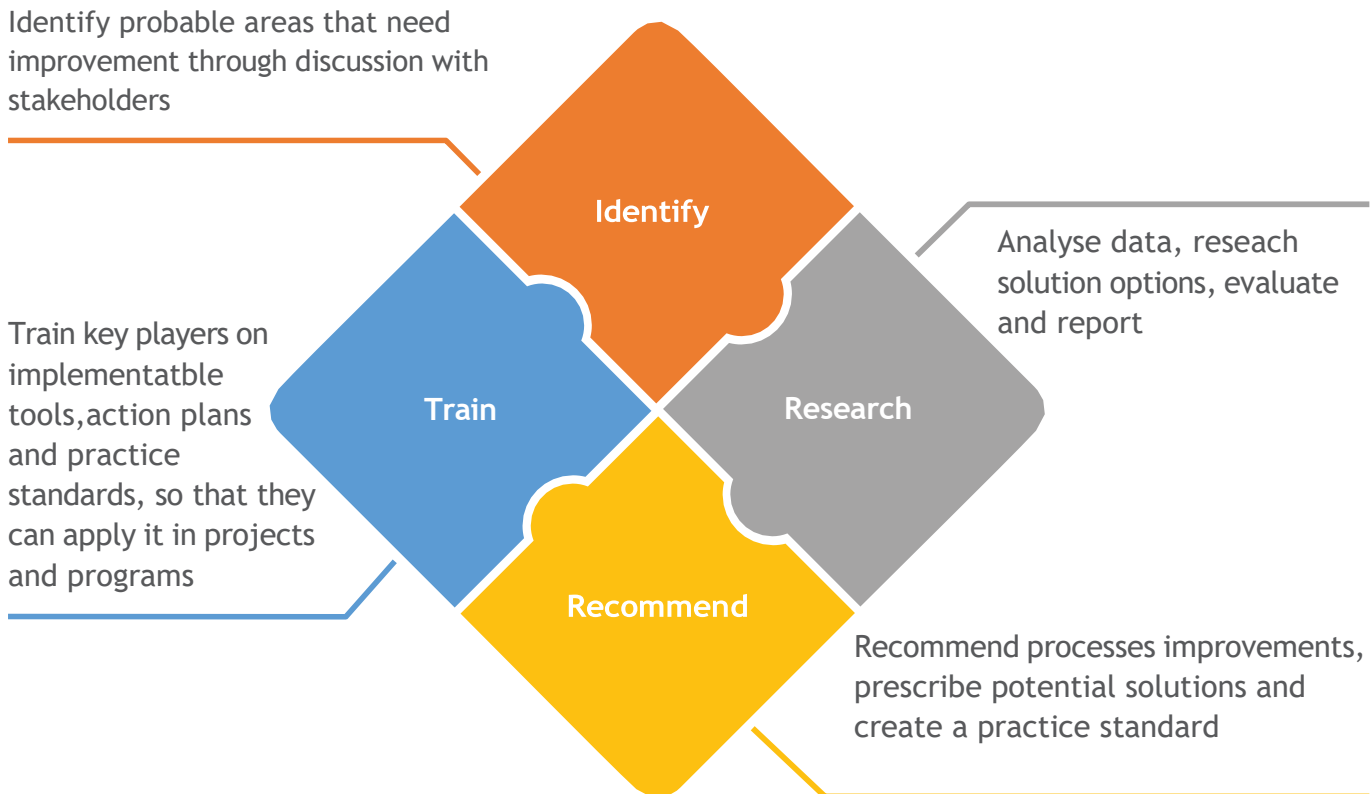 Identify probable areas that need
improvement through discussion with
stakeholders
Identify
Analyse data, reseach
solution options, evaluate
and report
Train key players on
implementatble
tools,action plans
and practice
standards, so that they
can apply it in projects
and programs
Train
Research
Recommend
Recommend processes improvements,
prescribe potential solutions and
create a practice standard